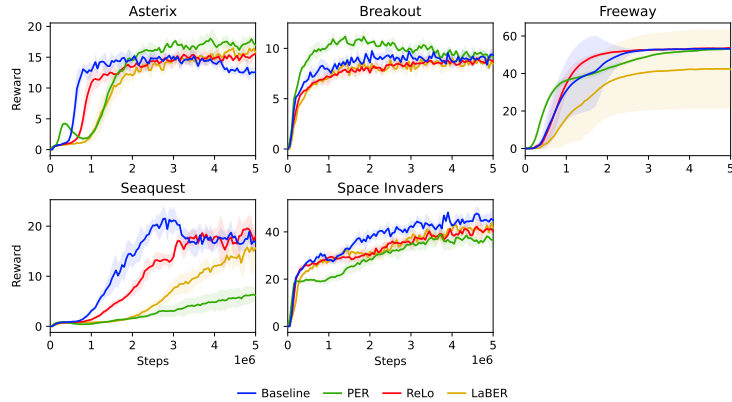 Asterix
Breakout
Freeway
Reward
20
15
10
5
0
0 1 2 3 4 5
10
5
0
0 1 2 3 4 5
60
40
20
0
0 1 2 3 4 5
Seaquest
Space Invaders
Reward
20
10
0
0 1 2 3 4 5
Steps
1e6
40
20
0
0 1 2 3 4 5
Steps
1e6
Baseline PER ReLo LaBER